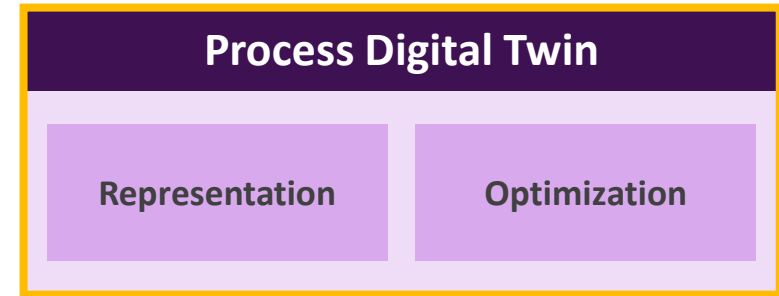 Process Digital Twin
Representation
Optimization